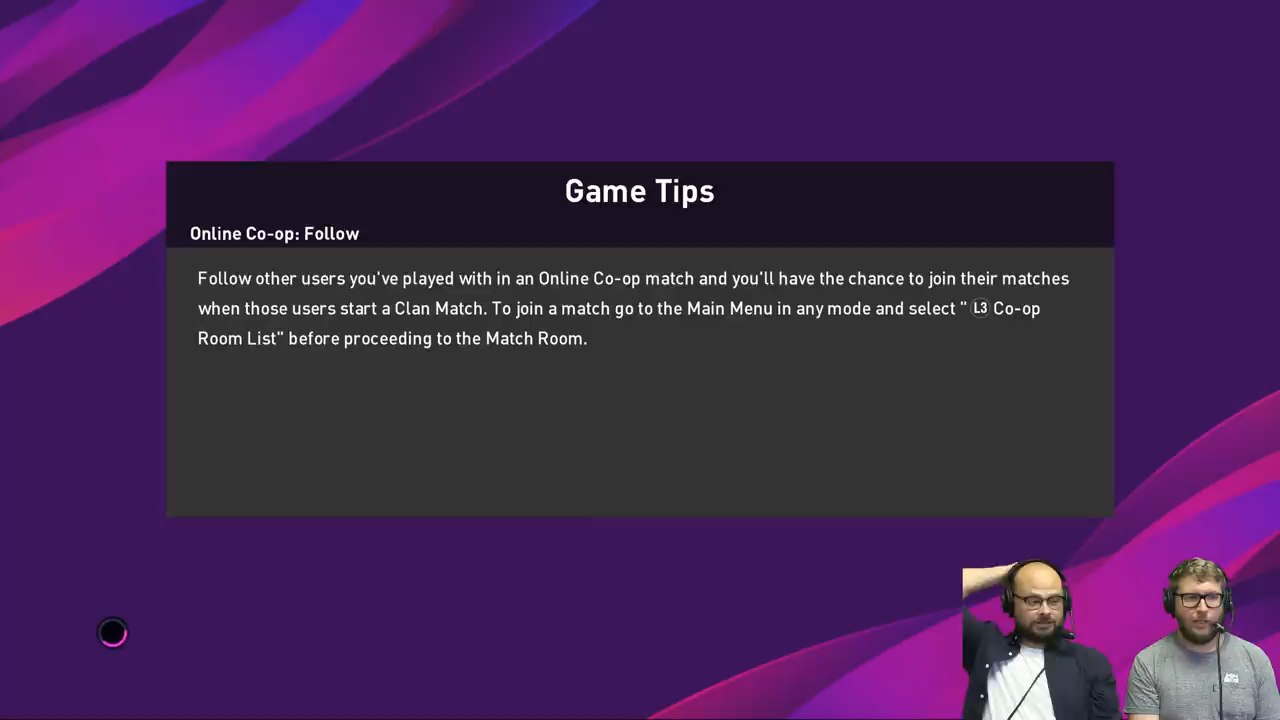 Game Tips
Online Co-op: Follow
Follow other users you've played with in an Online Co-op match and you'll have the chance to join their matches
when those users start a Clan Match. To join a match go to the Main Menu in any mode and select " L3 Co-op
Room List" before proceeding to the Match Room.